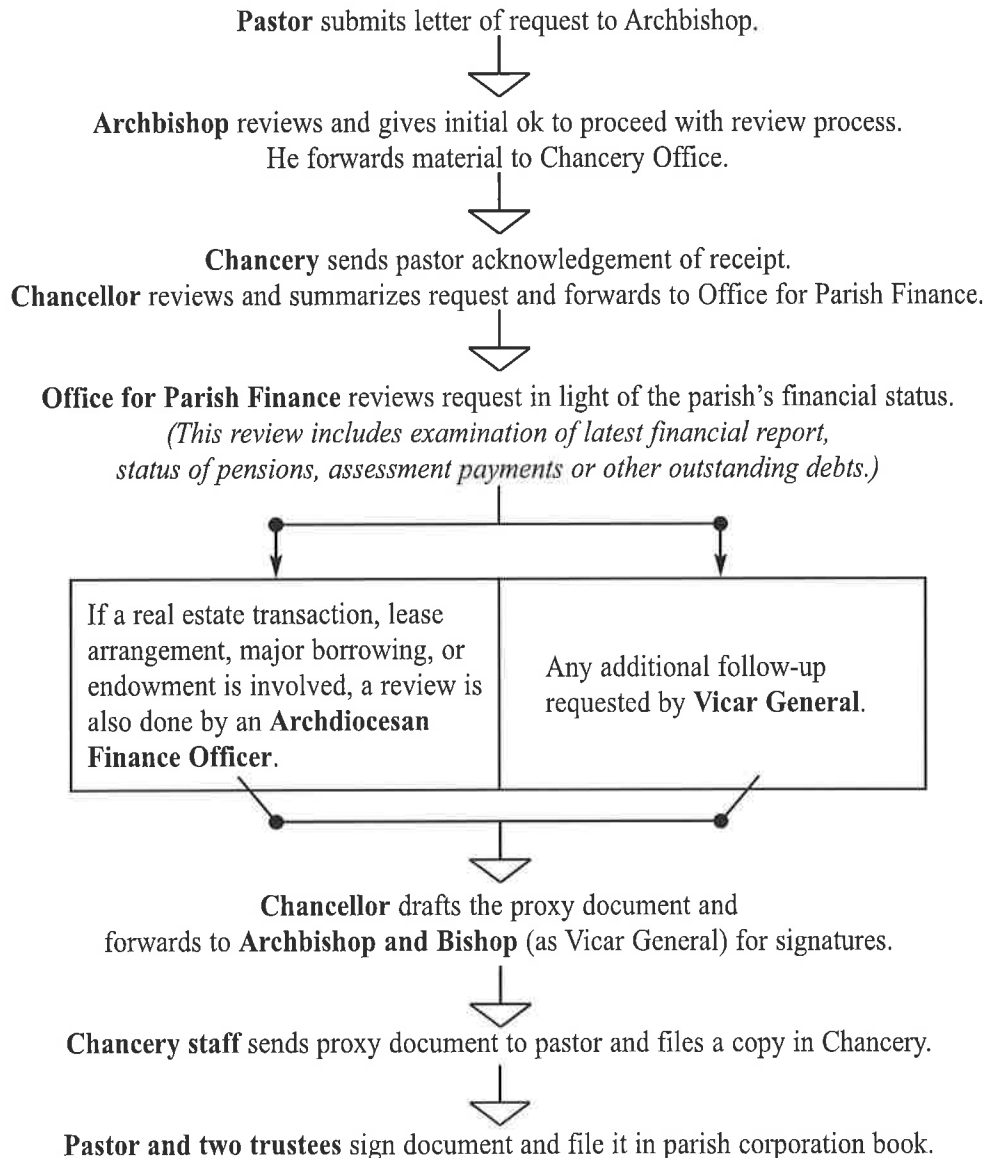 Pastor submits letter of request to Archbishop.
Archbishop reviews and gives initial ok to proceed with review process.
He forwards material to Chancery Office.
Chancery sends pastor acknowledgement of receipt.
Chancellor reviews and summarizes request and forwards to Office for Parish Finance.
Office for Parish Finance reviews request in light of the parish's financial status.
(This review includes examination of latest financial report,
status of pensions, assessment payments or other outstanding debts.)
If a real estate transaction, lease
arrangement, major borrowing, or
endowment is involved, a review is
also done by an Archdiocesan
Finance Officer.
Any additional follow-up
requested by Vicar General.
Chancellor drafts the proxy document and
forwards to Archbishop and Bishop (as Vicar General) for signatures.
Chancery staff sends proxy document to pastor and files a copy in Chancery.
Pastor and two trustees sign document and file it in parish corporation book.